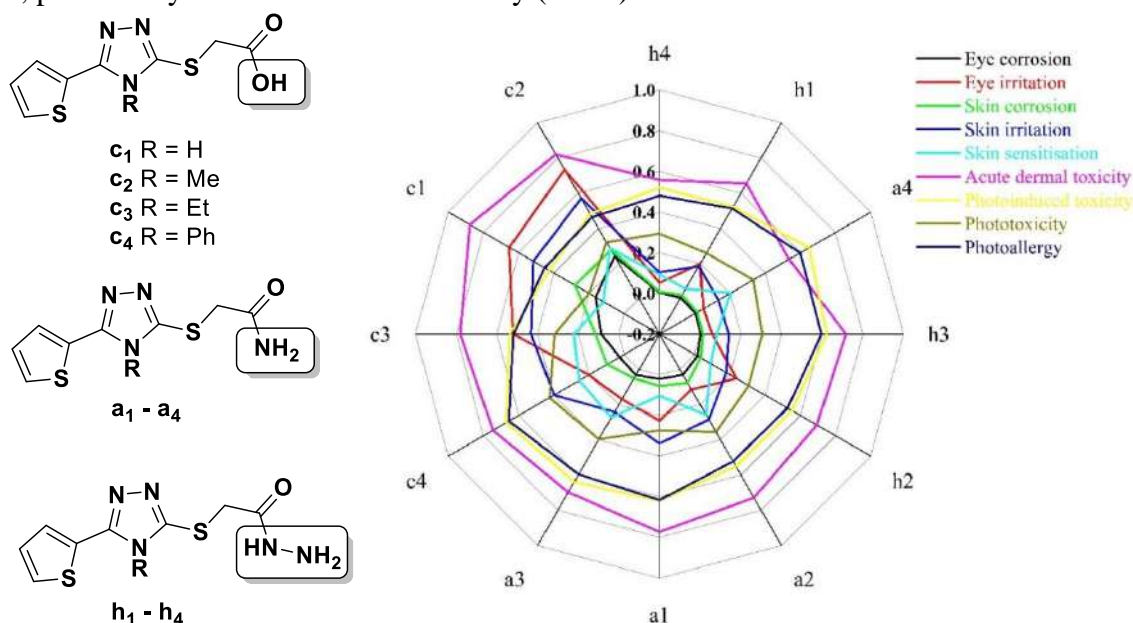 N N
O
S
N
R
OH
S
c1 R = H
c2 R = Me
c3 R = Et
c4 R = Ph
N N
O
S
N
R
NH2
S
a1 - a4
N N
O
S
N
R
HN NH2
S
h1 - h4
h4
h1
a4
h3
h2
a2
a1
a3
c4
c3
c1
c2
1.0
0.8
0.6
0.4
0.2
0.0
-0.2
Eye corrosion
Eye irritation
Skin corrosion
Skin irritation
Skin sensitisation
Acute dermal toxicity
Photoinduced toxicity
Phototoxicity
Photoallergy